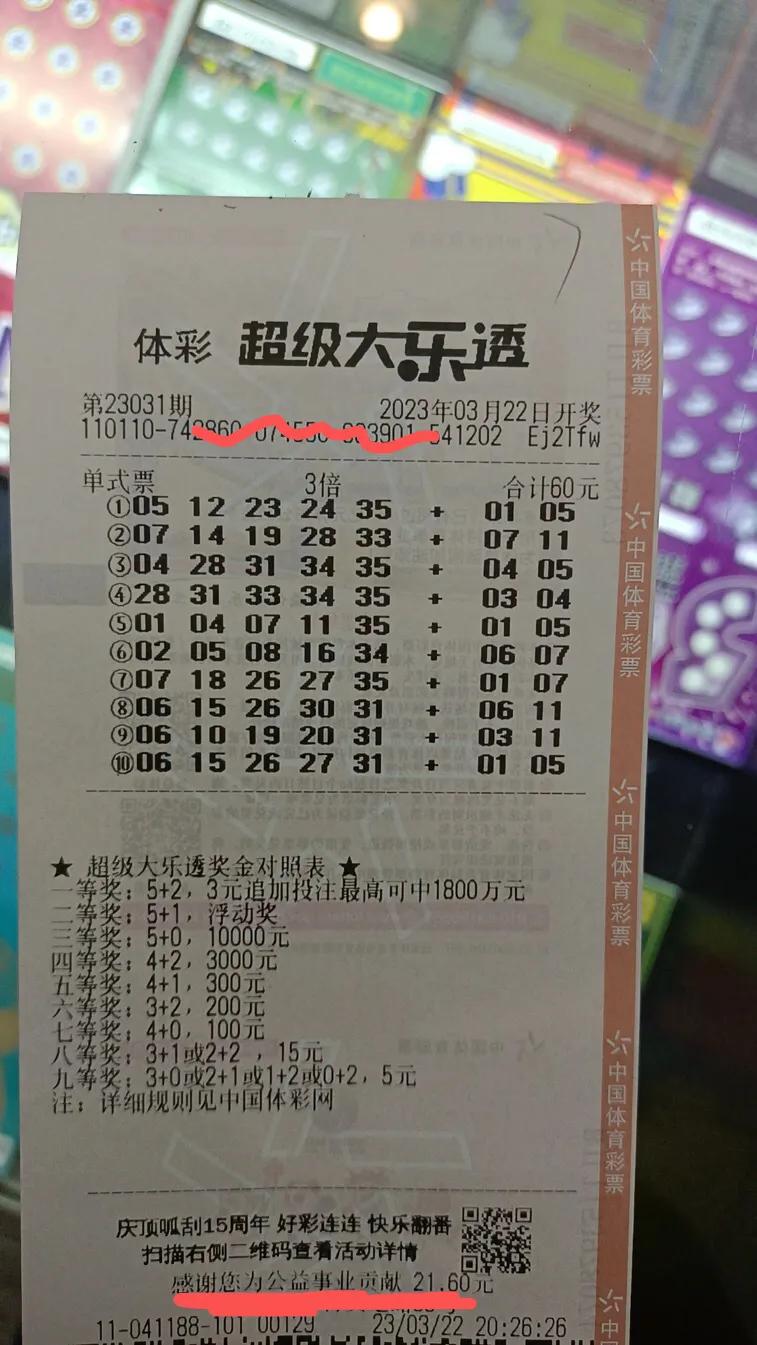 体彩 超级大乐透
第23031期 2023年03月22日开奖
110110-742860 074550 541202 Ej2Tfw
单式票 3倍 合计60元
①05 12 23 24 35 + 01 05
②07 14 19 28 33 + 07 11
③04 28 31 34 35 + 04 05
④28 31 33 34 35 + 03 04
⑤01 04 07 11 35 + 01 05
⑥02 05 08 16 34 + 06 07
⑦07 18 26 27 35 + 01 07
⑧06 15 26 30 31 + 06 11
⑨06 10 19 20 31 + 03 11
⑩06 15 26 27 31 + 01 05
★ 超级大乐透奖金对照表 ★
一等奖：5+2，3元追加投注最高可中1800万元
二等奖：5+1，浮动奖
三等奖：5+0，10000元
四等奖：4+2，3000元
五等奖：4+1，300元
六等奖：3+2，200元
七等奖：4+0，100元
八等奖：3+1或2+2 ，15元
九等奖：3+0或2+1或1+2或0+2，5元
注：详细规则见中国体彩网
庆顶呱刮15周年 好彩连连 快乐翻番
扫描右侧二维码查看活动详情
感谢您为公益事业贡献 21.60元
11-041188-101 00129 23/03/22 20:26:26
中国体育彩票
中国体育彩票
中国体育彩票
中国体育彩票
中国